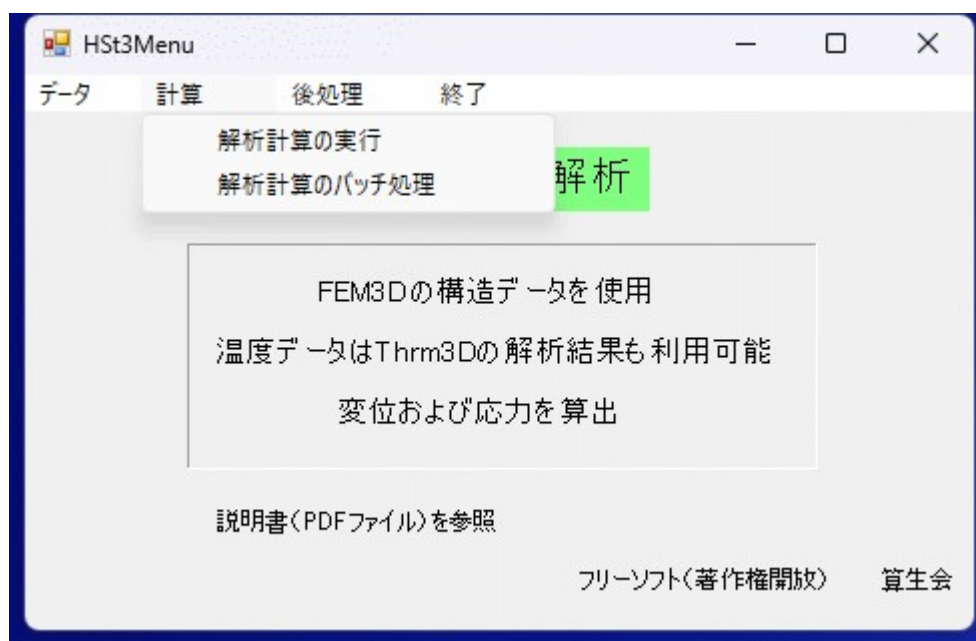 HSt3Menu
データ 計算 後処理 終了
解析計算の実行
解析計算のバッチ処理
解析
FEM3Dの構造データを使用
温度データはThrm3Dの解析結果も利用可能
変位および応力を算出
説明書(PDFファイル)を参照
フリーソフト(著作権開放) 算生会